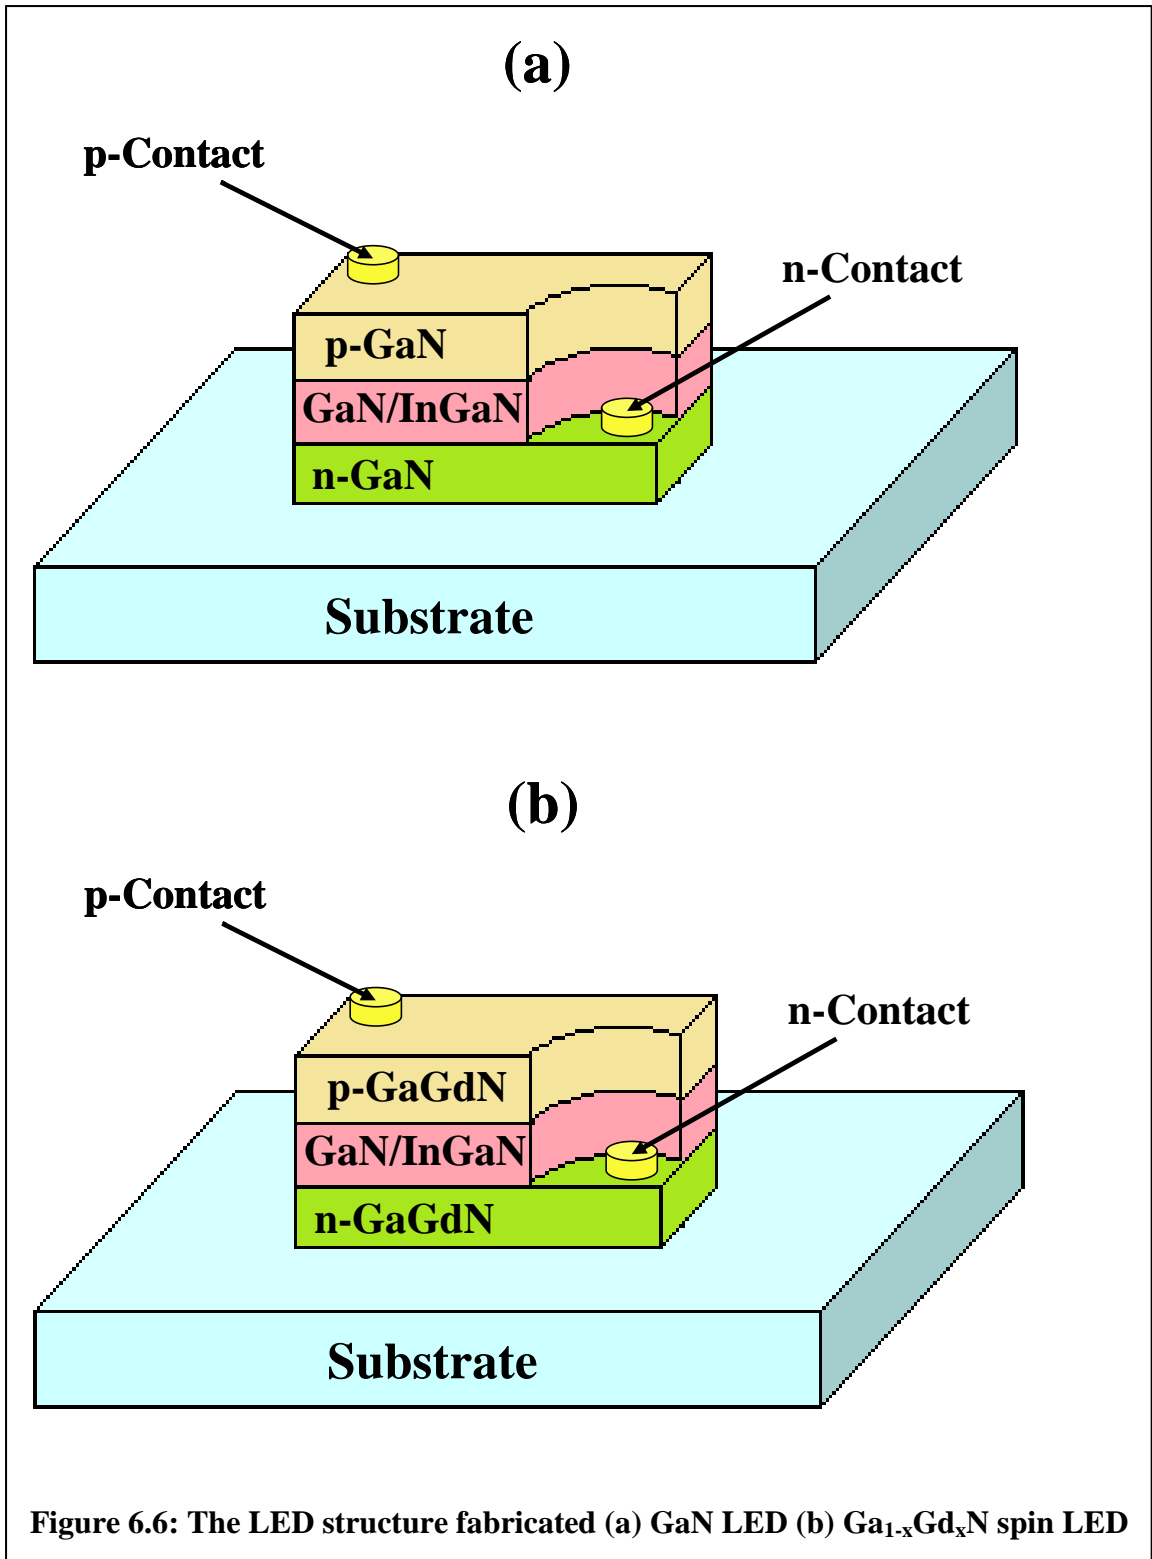 (a)
p-Contact
n-Contact
p-GaN
GaN/InGaN
n-GaN
Substrate
(b)
p-Contact
n-Contact
p-GaGdN
GaN/InGaN
n-GaGdN
Substrate
Figure 6.6: The LED structure fabricated (a) GaN LED (b) Ga₁₋ₓGdₓN spin LED